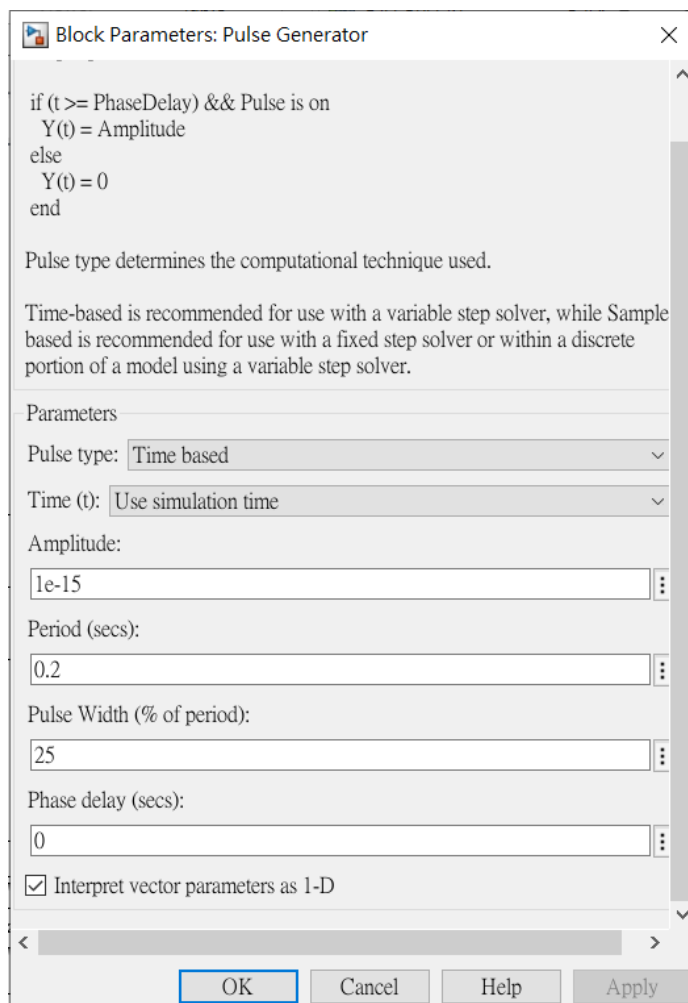 Block Parameters: Pulse Generator
if (t >= PhaseDelay) && Pulse is on
Y(t) = Amplitude
else
Y(t) = 0
end
Pulse type determines the computational technique used.
Time-based is recommended for use with a variable step solver, while Sample
based is recommended for use with a fixed step solver or within a discrete
portion of a model using a variable step solver.
Parameters
Pulse type: Time based
Time (t): Use simulation time
Amplitude:
1e-15
Period (secs):
0.2
Pulse Width (% of period):
25
Phase delay (secs):
0
Interpret vector parameters as 1-D
OK Cancel Help Apply